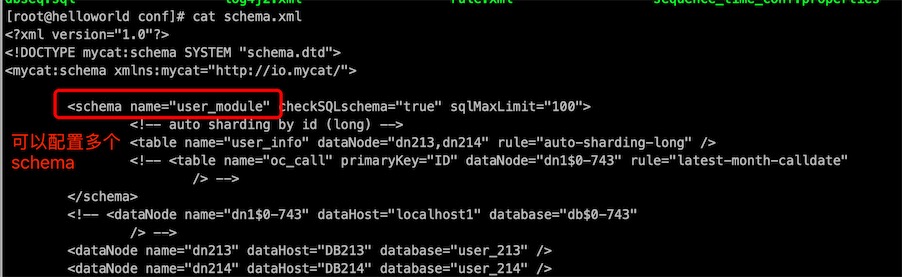 dbseq.sql log4j2.xml rule.xml sequence_time_conf.properties
[root@helloworld conf]# cat schema.xml
<?xml version="1.0"?>
<!DOCTYPE mycat:schema SYSTEM "schema.dtd">
<mycat:schema xmlns:mycat="http://io.mycat/">
<schema name="user_module" checkSQLschema="true" sqlMaxLimit="100">
<!-- auto sharding by id (long) -->
可以配置多个
<table name="user_info" dataNode="dn213,dn214" rule="auto-sharding-long" />
schema
<!-- <table name="oc_call" primaryKey="ID" dataNode="dn1$0-743" rule="latest-month-calldate"
/> -->
</schema>
<!-- <dataNode name="dn1$0-743" dataHost="localhost1" database="db$0-743"
/> -->
<dataNode name="dn213" dataHost="DB213" database="user_213" />
<dataNode name="dn214" dataHost="DB214" database="user_214" />